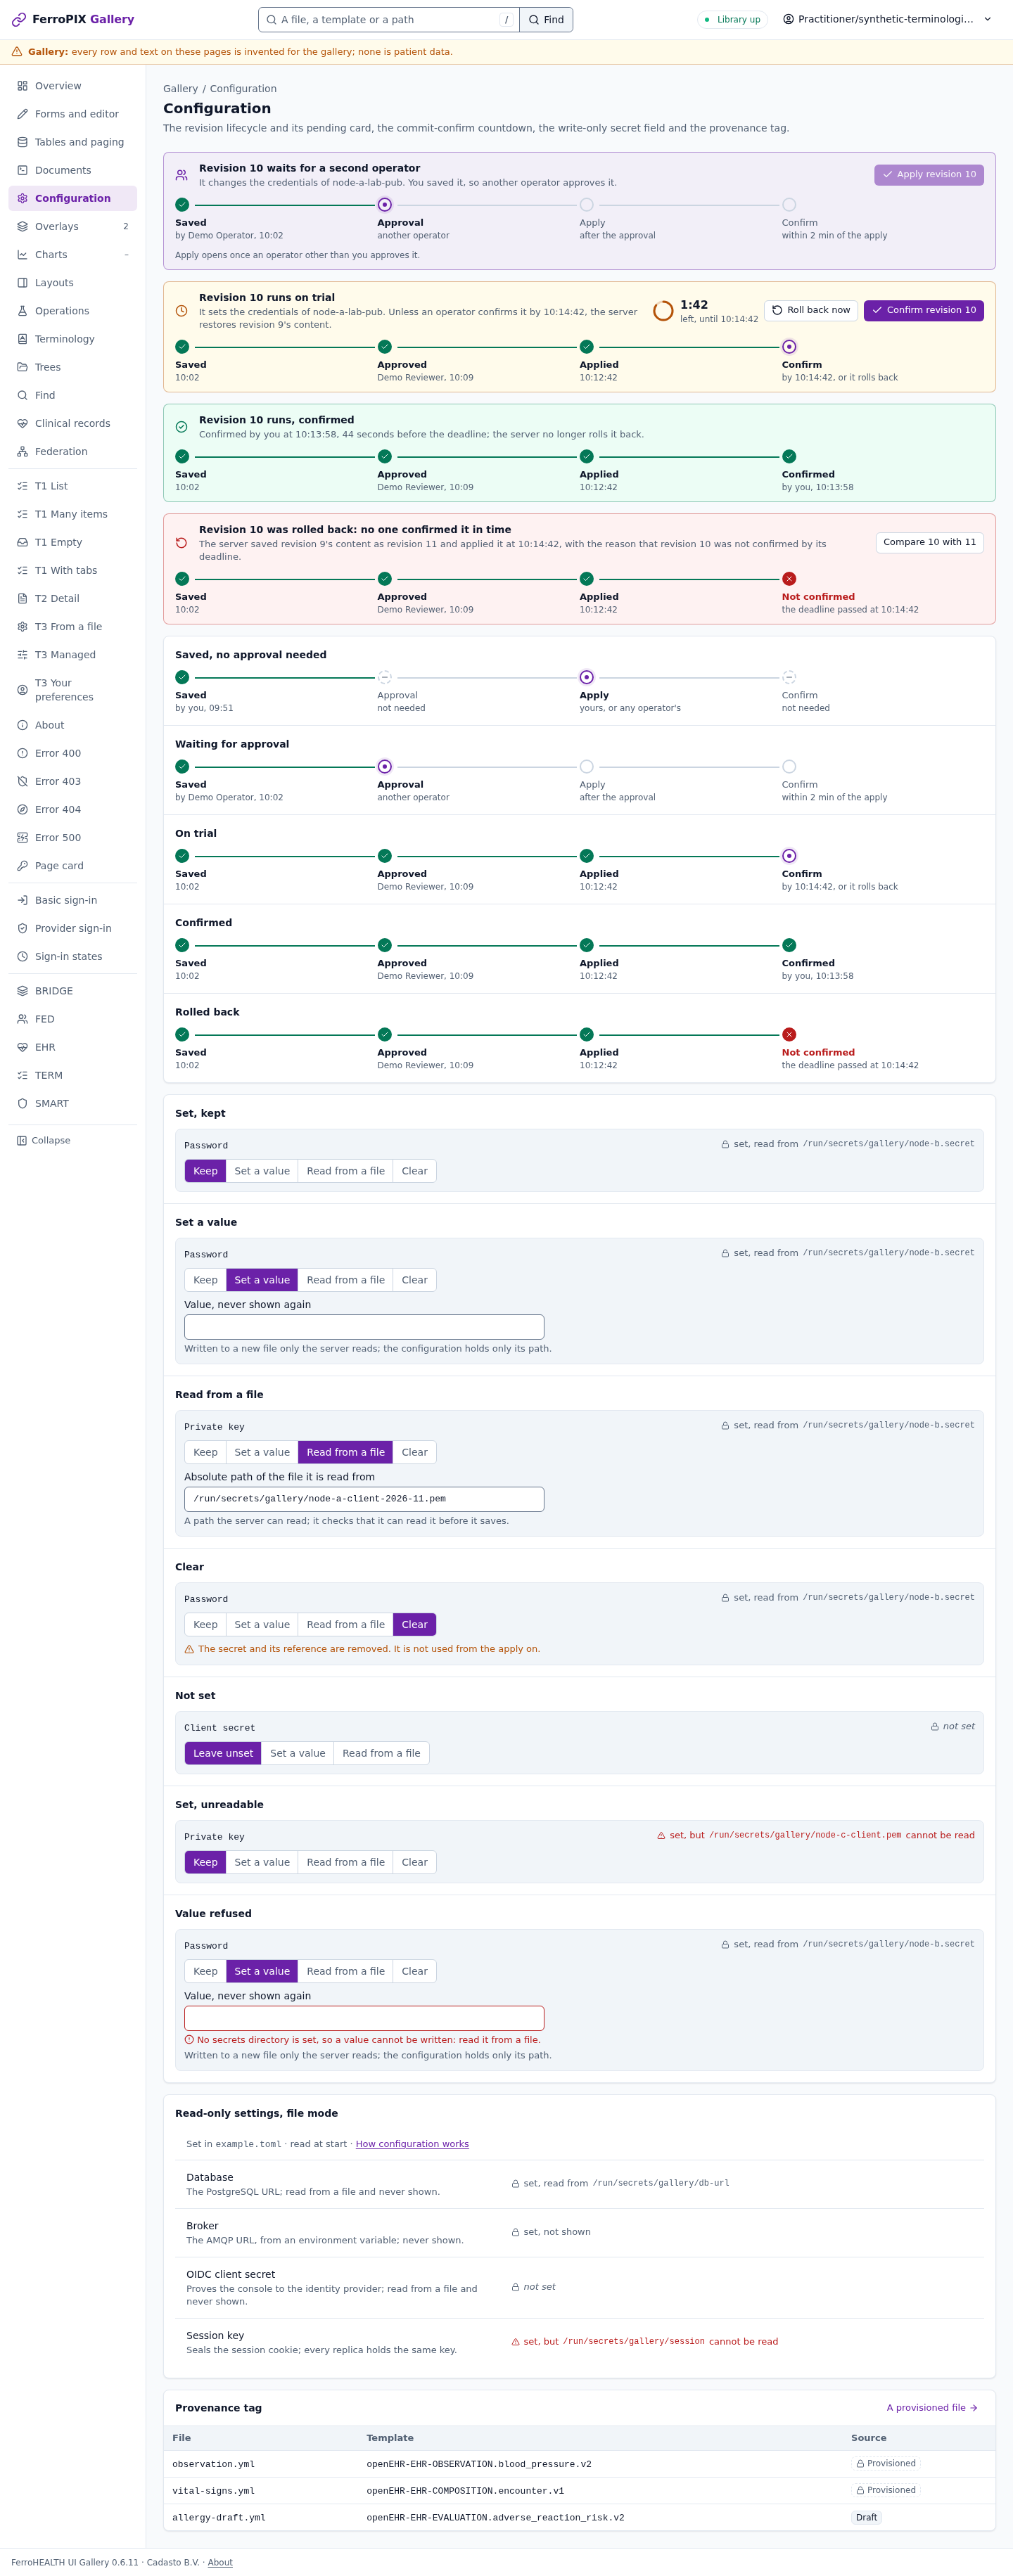 FerroPIX Gallery
A file, a template or a path
/
Find
Library up
Practitioner/synthetic-terminologi...
Gallery: every row and text on these pages is invented for the gallery; none is patient data.
Overview
Forms and editor
Tables and paging
Documents
Configuration
Overlays 2
Charts –
Layouts
Operations
Terminology
Trees
Find
Clinical records
Federation
T1 List
T1 Many items
T1 Empty
T1 With tabs
T2 Detail
T3 From a file
T3 Managed
T3 Your
preferences
About
Error 400
Error 403
Error 404
Error 500
Page card
Basic sign-in
Provider sign-in
Sign-in states
BRIDGE
FED
EHR
TERM
SMART
Collapse
Gallery / Configuration
Configuration
The revision lifecycle and its pending card, the commit-confirm countdown, the write-only secret field and the provenance tag.
Revision 10 waits for a second operator
It changes the credentials of node-a-lab-pub. You saved it, so another operator approves it.
Apply revision 10
Saved Approval Apply Confirm
by Demo Operator, 10:02 another operator after the approval within 2 min of the apply
Apply opens once an operator other than you approves it.
Revision 10 runs on trial
It sets the credentials of node-a-lab-pub. Unless an operator confirms it by 10:14:42, the server
restores revision 9's content.
1:42
left, until 10:14:42
Roll back now
Confirm revision 10
Saved Approved Applied Confirm
10:02 Demo Reviewer, 10:09 10:12:42 by 10:14:42, or it rolls back
Revision 10 runs, confirmed
Confirmed by you at 10:13:58, 44 seconds before the deadline; the server no longer rolls it back.
Saved Approved Applied Confirmed
10:02 Demo Reviewer, 10:09 10:12:42 by you, 10:13:58
Revision 10 was rolled back: no one confirmed it in time
The server saved revision 9's content as revision 11 and applied it at 10:14:42, with the reason that revision 10 was not confirmed by its
deadline.
Compare 10 with 11
Saved Approved Applied Not confirmed
10:02 Demo Reviewer, 10:09 10:12:42 the deadline passed at 10:14:42
Saved, no approval needed
Saved Approval Apply Confirm
by you, 09:51 not needed yours, or any operator's not needed
Waiting for approval
Saved Approval Apply Confirm
by Demo Operator, 10:02 another operator after the approval within 2 min of the apply
On trial
Saved Approved Applied Confirm
10:02 Demo Reviewer, 10:09 10:12:42 by 10:14:42, or it rolls back
Confirmed
Saved Approved Applied Confirmed
10:02 Demo Reviewer, 10:09 10:12:42 by you, 10:13:58
Rolled back
Saved Approved Applied Not confirmed
10:02 Demo Reviewer, 10:09 10:12:42 the deadline passed at 10:14:42
Set, kept
Password set, read from /run/secrets/gallery/node-b.secret
Keep Set a value Read from a file Clear
Set a value
Password set, read from /run/secrets/gallery/node-b.secret
Keep Set a value Read from a file Clear
Value, never shown again
Written to a new file only the server reads; the configuration holds only its path.
Read from a file
Private key set, read from /run/secrets/gallery/node-b.secret
Keep Set a value Read from a file Clear
Absolute path of the file it is read from
/run/secrets/gallery/node-a-client-2026-11.pem
A path the server can read; it checks that it can read it before it saves.
Clear
Password set, read from /run/secrets/gallery/node-b.secret
Keep Set a value Read from a file Clear
The secret and its reference are removed. It is not used from the apply on.
Not set
Client secret not set
Leave unset Set a value Read from a file
Set, unreadable
Private key set, but /run/secrets/gallery/node-c-client.pem cannot be read
Keep Set a value Read from a file Clear
Value refused
Password set, read from /run/secrets/gallery/node-b.secret
Keep Set a value Read from a file Clear
Value, never shown again
No secrets directory is set, so a value cannot be written: read it from a file.
Written to a new file only the server reads; the configuration holds only its path.
Read-only settings, file mode
Set in example.toml · read at start · How configuration works
Database
The PostgreSQL URL; read from a file and never shown.
set, read from /run/secrets/gallery/db-url
Broker
The AMQP URL, from an environment variable; never shown.
set, not shown
OIDC client secret
Proves the console to the identity provider; read from a file and
never shown.
not set
Session key
Seals the session cookie; every replica holds the same key.
set, but /run/secrets/gallery/session cannot be read
Provenance tag A provisioned file
File Template Source
observation.yml openEHR-EHR-OBSERVATION.blood_pressure.v2 Provisioned
vital-signs.yml openEHR-EHR-COMPOSITION.encounter.v1 Provisioned
allergy-draft.yml openEHR-EHR-EVALUATION.adverse_reaction_risk.v2 Draft
FerroHEALTH UI Gallery 0.6.11 · Cadasto B.V. · About